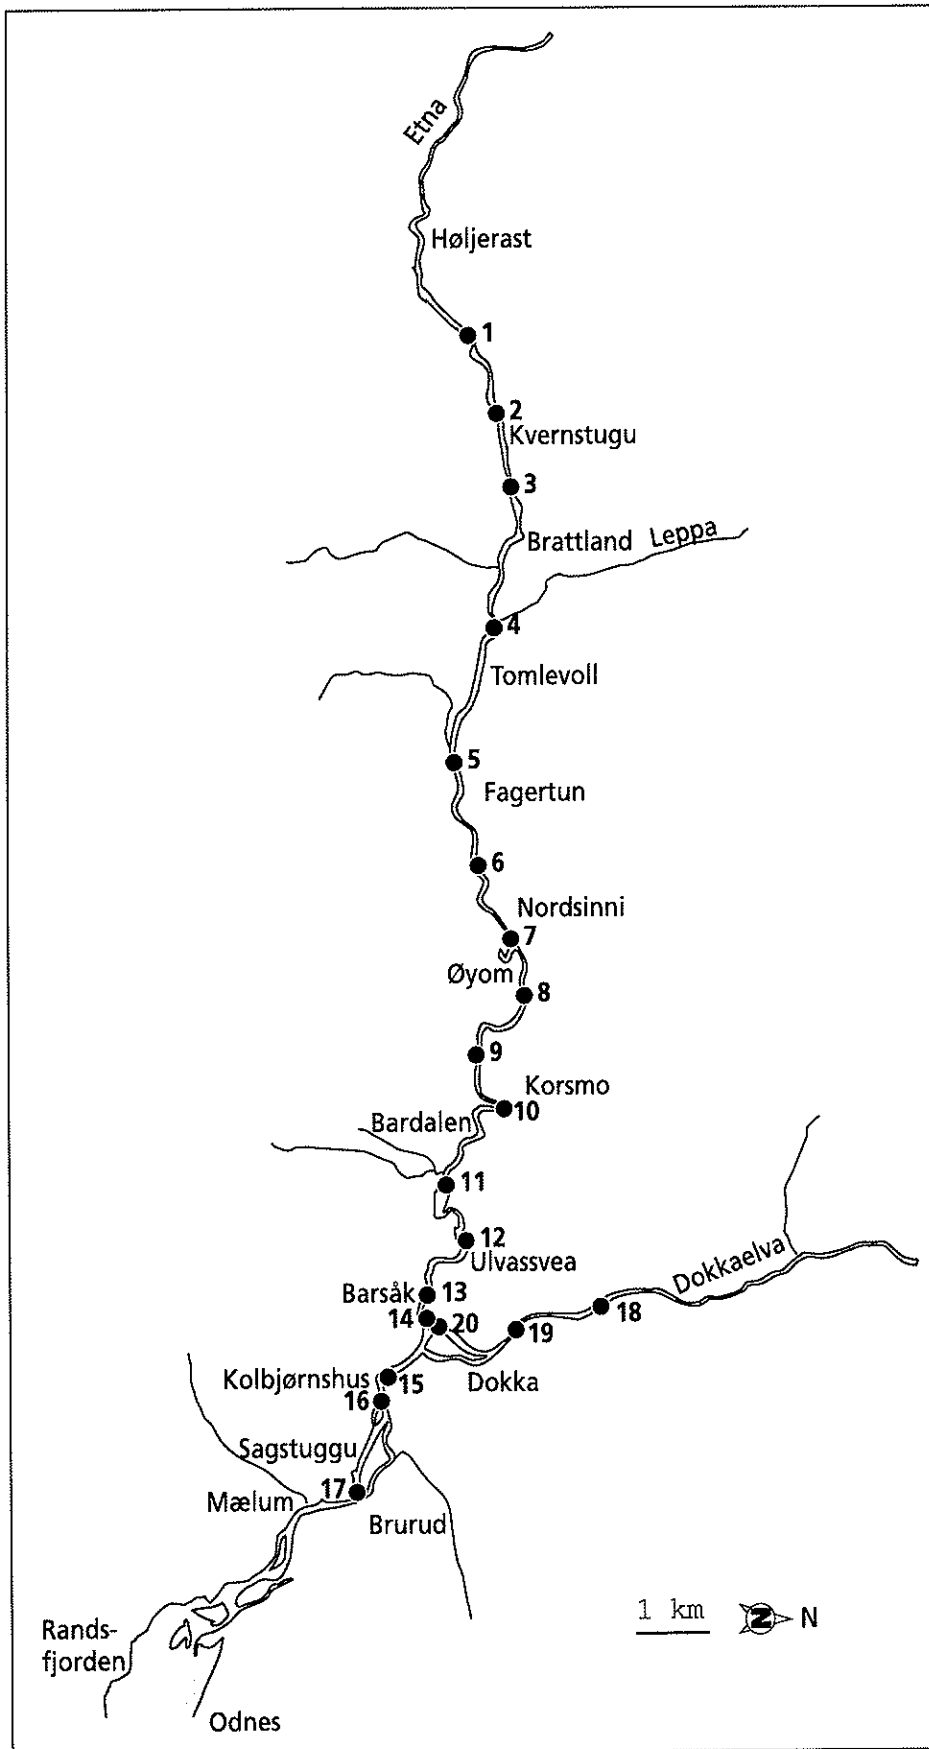 Etna
Høljerast
1
2
Kvernstugu
3
Brattland Leppa
4
Tomlevoll
5
Fagertun
6
Nordsinni
7
Øyom
8
9
Korsmo
10
Bardalen
11
12
Ulvassvea
Dokkaelva
Barsåk 13
14 20 19 18
Kolbjørnshus 15 Dokka
16
Sagstuggu
17
Mælum
Brurud
1 km N N
Rands-
fjorden
Odnes